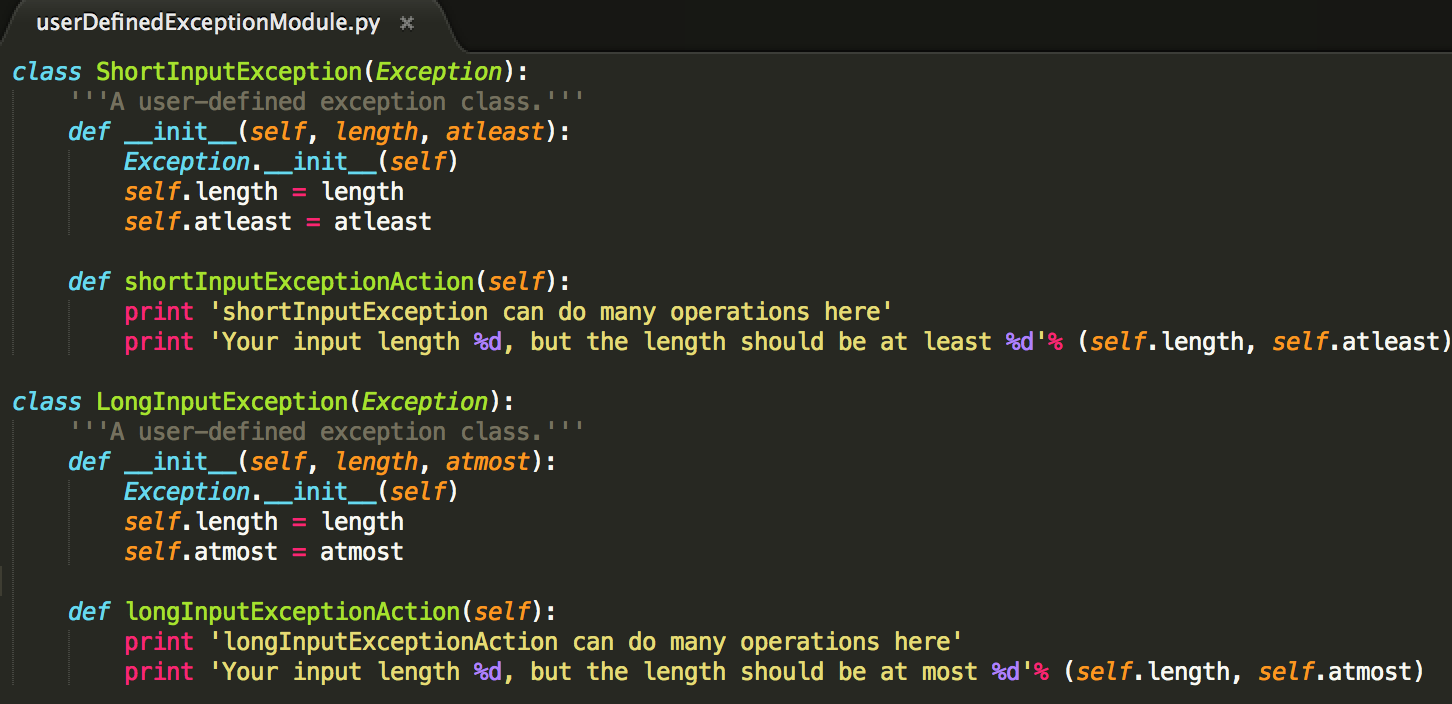 userDefinedExceptionModule.py ×
class ShortInputException(Exception):
    '''A user-defined exception class.'''
    def __init__(self, length, atleast):
        Exception.__init__(self)
        self.length = length
        self.atleast = atleast

    def shortInputExceptionAction(self):
        print 'shortInputException can do many operations here'
        print 'Your input length %d, but the length should be at least %d'% (self.length, self.atleast)

class LongInputException(Exception):
    '''A user-defined exception class.'''
    def __init__(self, length, atmost):
        Exception.__init__(self)
        self.length = length
        self.atmost = atmost

    def longInputExceptionAction(self):
        print 'longInputExceptionAction can do many operations here'
        print 'Your input length %d, but the length should be at most %d'% (self.length, self.atmost)